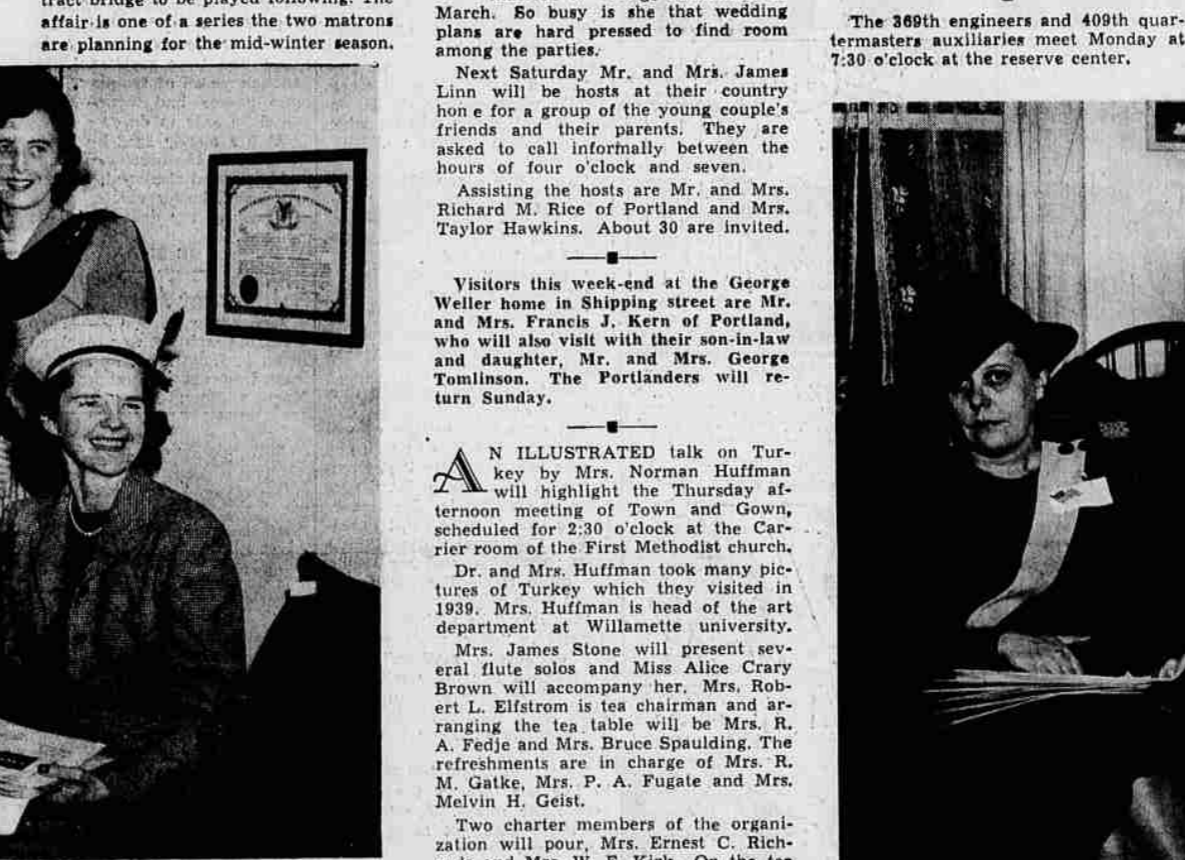 tract bridge to be played following. The
affair is one of a series the two matrons
are planning for the mid-winter season.
March. So busy is she that wedding
plans are hard pressed to find room
among the parties.
Next Saturday Mr. and Mrs. James
Linn will be hosts at their country
hon e for a group of the young couple's
friends and their parents. They are
asked to call informally between the
hours of four o'clock and seven.
Assisting the hosts are Mr. and Mrs.
Richard M. Rice of Portland and Mrs.
Taylor Hawkins. About 30 are invited.
Visitors this week-end at the George
Weller home in Shipping street are Mr.
and Mrs. Francis J. Kern of Portland,
who will also visit with their son-in-law
and daughter, Mr. and Mrs. George
Tomlinson. The Portlanders will re-
turn Sunday.
AN ILLUSTRATED talk on Tur-
key by Mrs. Norman Huffman
will highlight the Thursday af-
ternoon meeting of Town and Gown,
scheduled for 2:30 o'clock at the Car-
rier room of the First Methodist church.
Dr. and Mrs. Huffman took many pic-
tures of Turkey which they visited in
1939. Mrs. Huffman is head of the art
department at Willamette university.
Mrs. James Stone will present sev-
eral flute solos and Miss Alice Crary
Brown will accompany her. Mrs. Rob-
ert L. Elfstrom is tea chairman and ar-
ranging the tea table will be Mrs. R.
A. Fedje and Mrs. Bruce Spaulding. The
refreshments are in charge of Mrs. R.
M. Gatke, Mrs. P. A. Fugate and Mrs.
Melvin H. Geist.
Two charter members of the organi-
zation will pour, Mrs. Ernest C. Rich-
and Mrs. W. E. Kirk. On the tea
The 369th engineers and 409th quar-
termasters auxiliaries meet Monday at
7:30 o'clock at the reserve center.